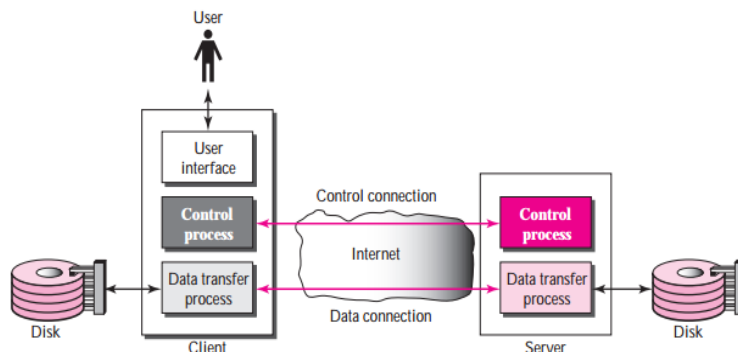 User
User
interface
Control connection
Control
process
Control
process
Internet
Data transfer
process
Data transfer
process
Disk
Data connection
Disk
Client
Server